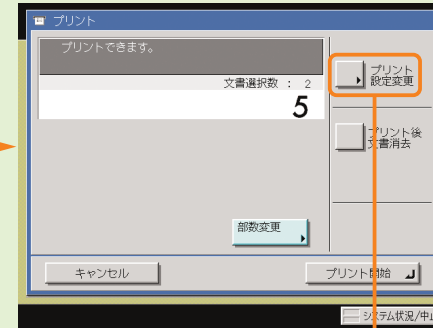 プリント
プリントできます。
文書選択数 : 2
5
プリント
設定変更
プリント後
文書消去
部数変更
キャンセル
プリント開始
システム状況/中止